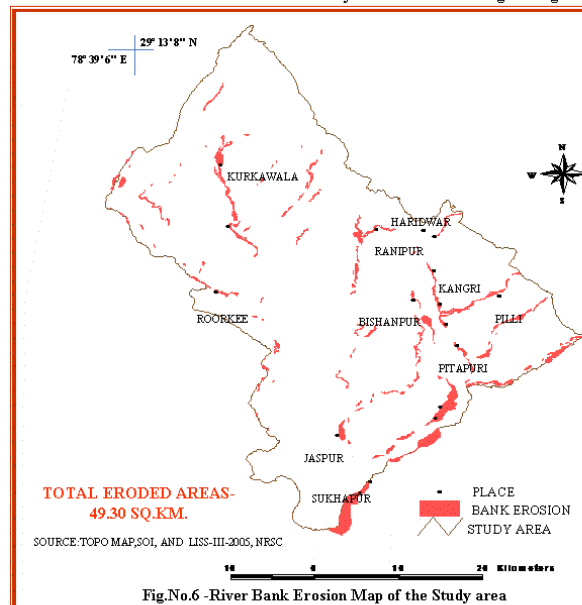 29° 13'8" N
78° 39'6" E
KURKAWALA
N
W
S
HARIDWAR
RANIPUR
KANGRI
ROORKEE
BISHANPUR
PILLI
PITAPURI
JASPUR
SUKHAPUR
TOTAL ERODED AREAS-
49.30 SQ.KM.
PLACE
BANK EROSION
STUDY AREA
SOURCE:TOPO MAP,SOI, AND LISS-III-2005, NRSC
10 0 10 20 Kilometers
Fig.No.6 -River Bank Erosion Map of the Study area